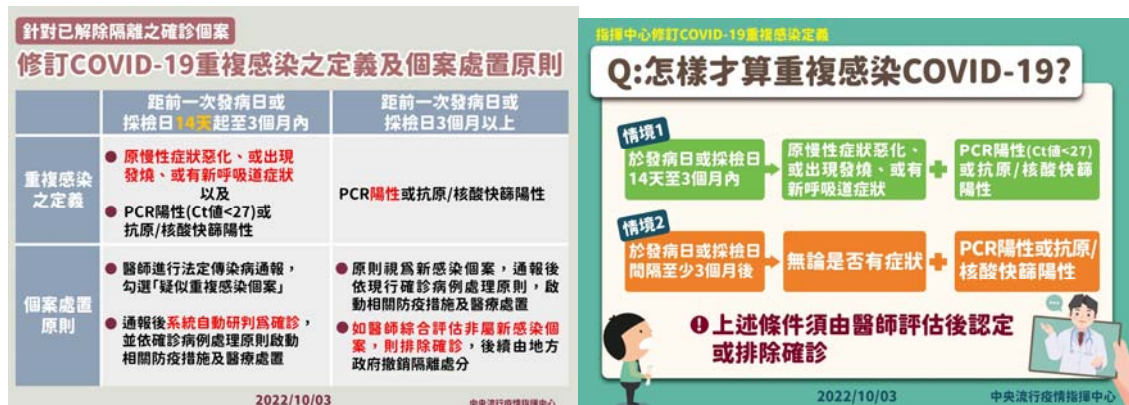 針對已解除隔離之確診個案
修訂COVID-19重複感染之定義及個案處置原則
距前一次發病日或
採檢日14天起至3個月內
距前一次發病日或
採檢日3個月以上
重複感染
之定義
● 原慢性症狀惡化、或出現
發燒、或有新呼吸道症狀
以及
● PCR陽性(Ct值<27)或
抗原/核酸快篩陽性
PCR陽性或抗原/核酸快篩陽性
個案處置
原則
● 醫師進行法定傳染病通報，
勾選「疑似重複感染個案」
● 通報後系統自動研判為確診，
並依確診病例處理原則啟動
相關防疫措施及醫療處置
● 原則視為新感染個案，通報後
依現行確診病例處理原則，啟
動相關防疫措施及醫療處置
● 如醫師綜合評估非屬新感染個
案，則排除確診，後續由地方
政府撤銷隔離處分
2022/10/03
中央流行疫情指揮中心
指揮中心修訂COVID-19重複感染定義
Q:怎樣才算重複感染COVID-19?
情境1
於發病日或採檢日
14天至3個月內
原慢性症狀惡化、
或出現發燒、或有
新呼吸道症狀
PCR陽性(Ct值<27)
或抗原/核酸快篩
陽性
情境2
於發病日或採檢日
間隔至少3個月後
無論是否有症狀
PCR陽性或抗原/
核酸快篩陽性
上述條件須由醫師評估後認定
或排除確診
2022/10/03
中央流行疫情指揮中心